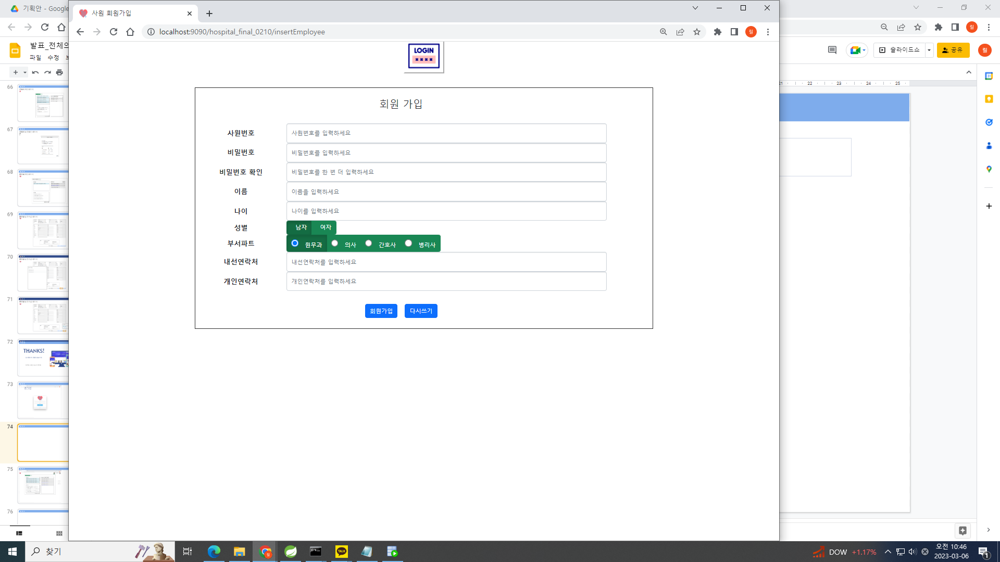 기획안 - Google
사원 회원가입
localhost:9090/hospital_final_0210/insertEmployee
릴
릴
발표_전체의
파일 수정
슬라이드쇼
공유
릴
LOGIN
회원 가입
사원번호 사원번호를 입력하세요
비밀번호 비밀번호를 입력하세요
비밀번호 확인 비밀번호를 한 번 더 입력하세요
이름 이름을 입력하세요
나이 나이를 입력하세요
성별 남자 여자
부서파트 원무과 의사 간호사 병리사
내선연락처 내선연락처를 입력하세요
개인연락처 개인연락처를 입력하세요
회원가입 다시쓰기
22 23 24 25
31
66
67
68
69
70
71
72
THANKS!
73
74
75
76
찾기
TALK
DOW +1.17%
오전 10:46
2023-03-06
1